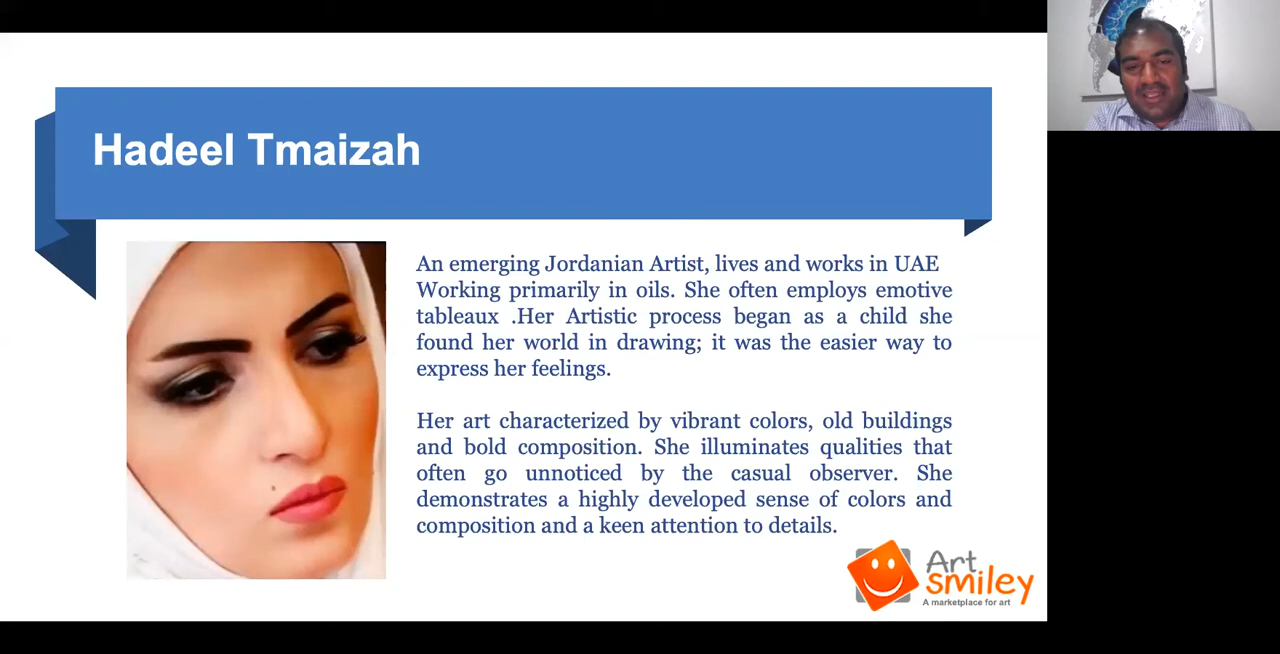 Hadeel Tmaizah
An emerging Jordanian Artist, lives and works in UAE
Working primarily in oils. She often employs emotive
tableaux .Her Artistic process began as a child she
found her world in drawing; it was the easier way to
express her feelings.
Her art characterized by vibrant colors, old buildings
and bold composition. She illuminates qualities that
often go unnoticed by the casual observer. She
demonstrates a highly developed sense of colors and
composition and a keen attention to details.
Art
smiley
A marketplace for art